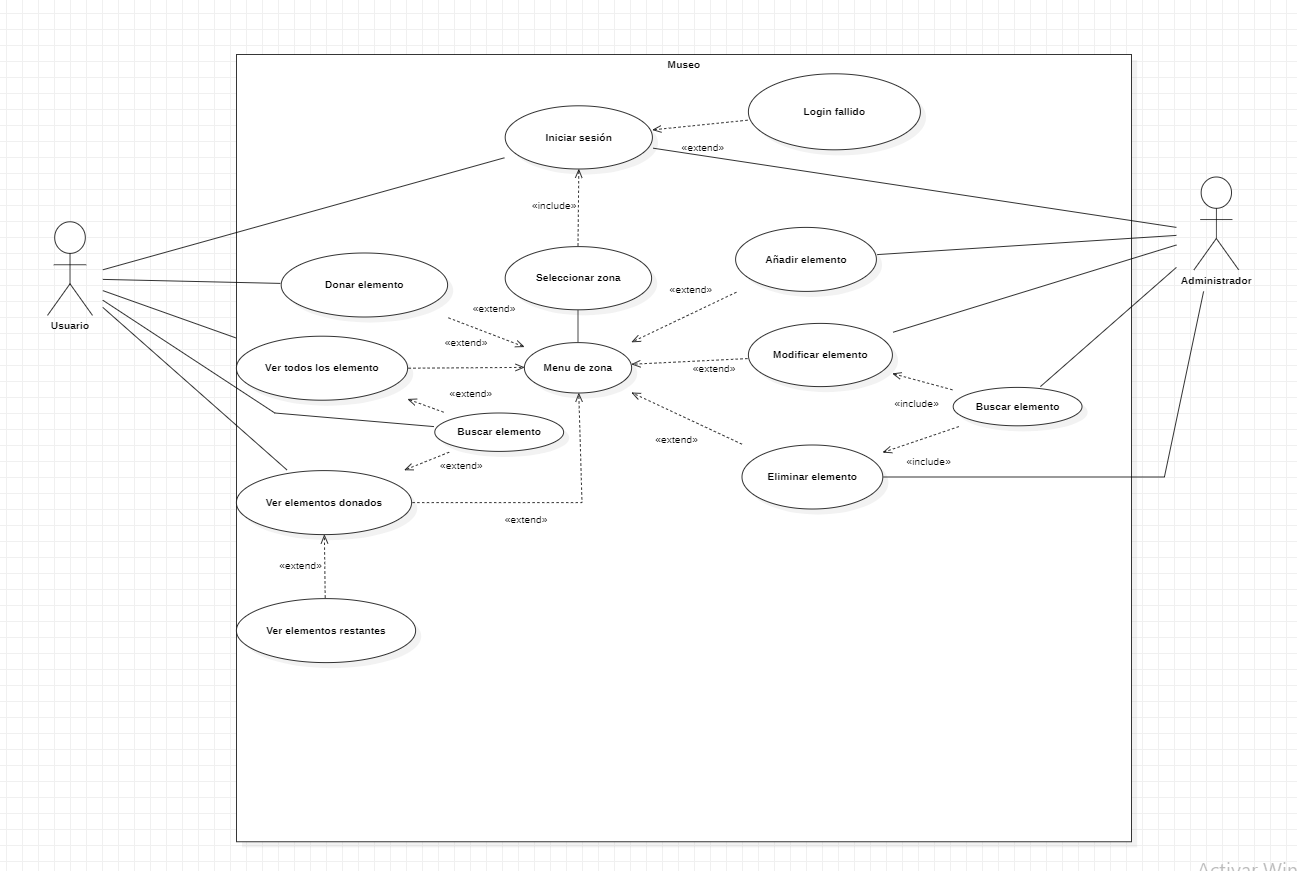 Museo
Login fallido
Iniciar sesión
«extend»
«include»
Donar elemento
Seleccionar zona
Añadir elemento
Administrador
Usuario
«extend»
«extend»
«extend»
Ver todos los elemento
Menu de zona
Modificar elemento
«extend»
«extend»
«include»
Buscar elemento
Buscar elemento
«extend»
«extend»
«include»
Eliminar elemento
Ver elementos donados
«extend»
«extend»
Ver elementos restantes
Activar Win